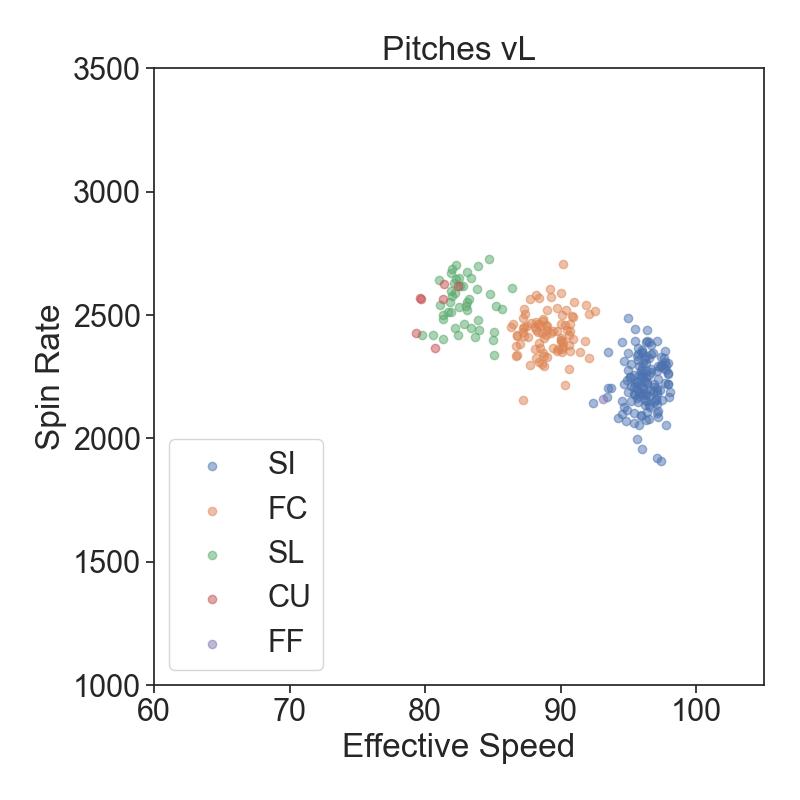 Pitches vL
3500
3000
2500
2000
1500
1000
Spin Rate
SI
FC
SL
CU
FF
60 70 80 90 100
Effective Speed